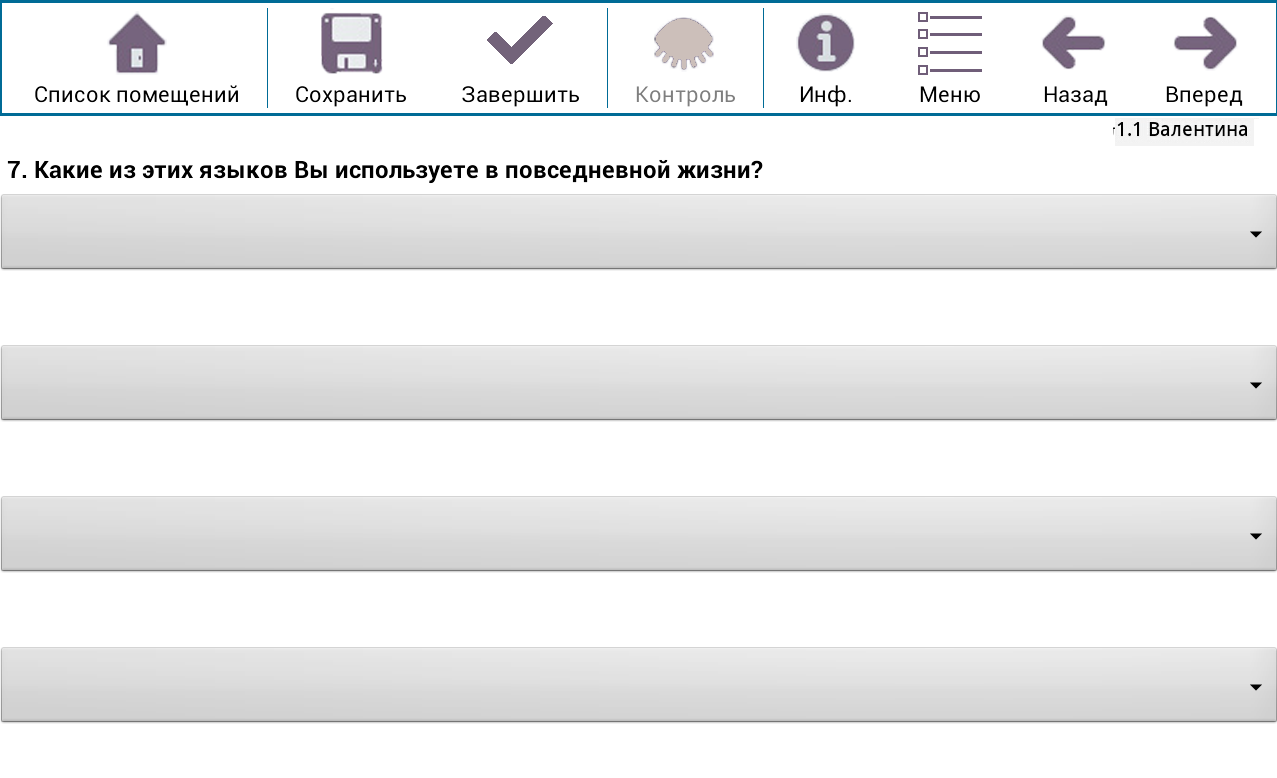 Список помещений
Сохранить
Завершить
Контроль
Инф.
Меню
Назад
Вперед
1.1 Валентина
7. Какие из этих языков Вы используете в повседневной жизни?